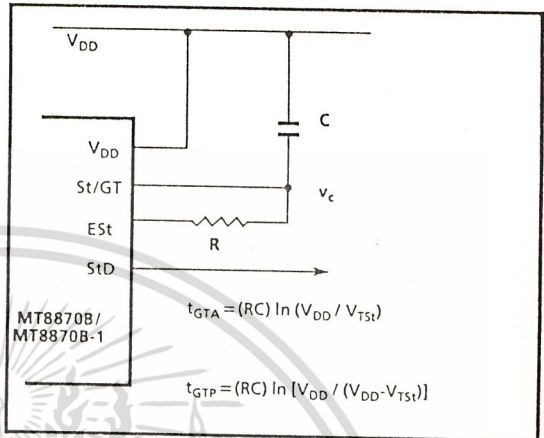 V_DD
C
V_DD
St/GT
v_c
ESt
R
StD
t_GTA = (RC) ln (V_DD / V_TSt)
MT8870B/
MT8870B-1
t_GTP = (RC) ln [V_DD / (V_DD-V_TSt)]